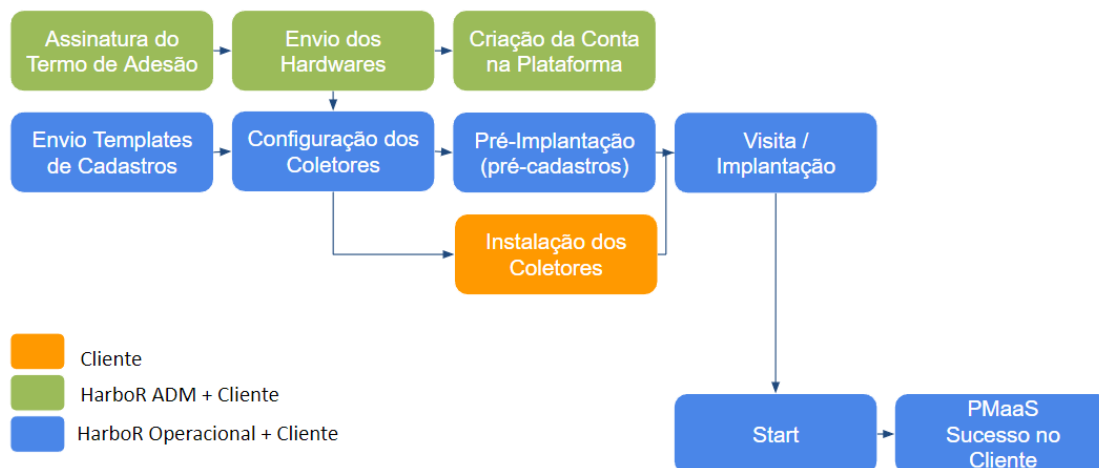 Assinatura do
Termo de Adesão
Envio dos
Hardwares
Criação da Conta
na Plataforma
Envio Templates
de Cadastros
Configuração dos
Coletores
Pré-Implantação
(pré-cadastros)
Visita /
Implantação
Instalação dos
Coletores
Cliente
HarboR ADM + Cliente
HarboR Operacional + Cliente
Start
PMaaS
Sucesso no
Cliente